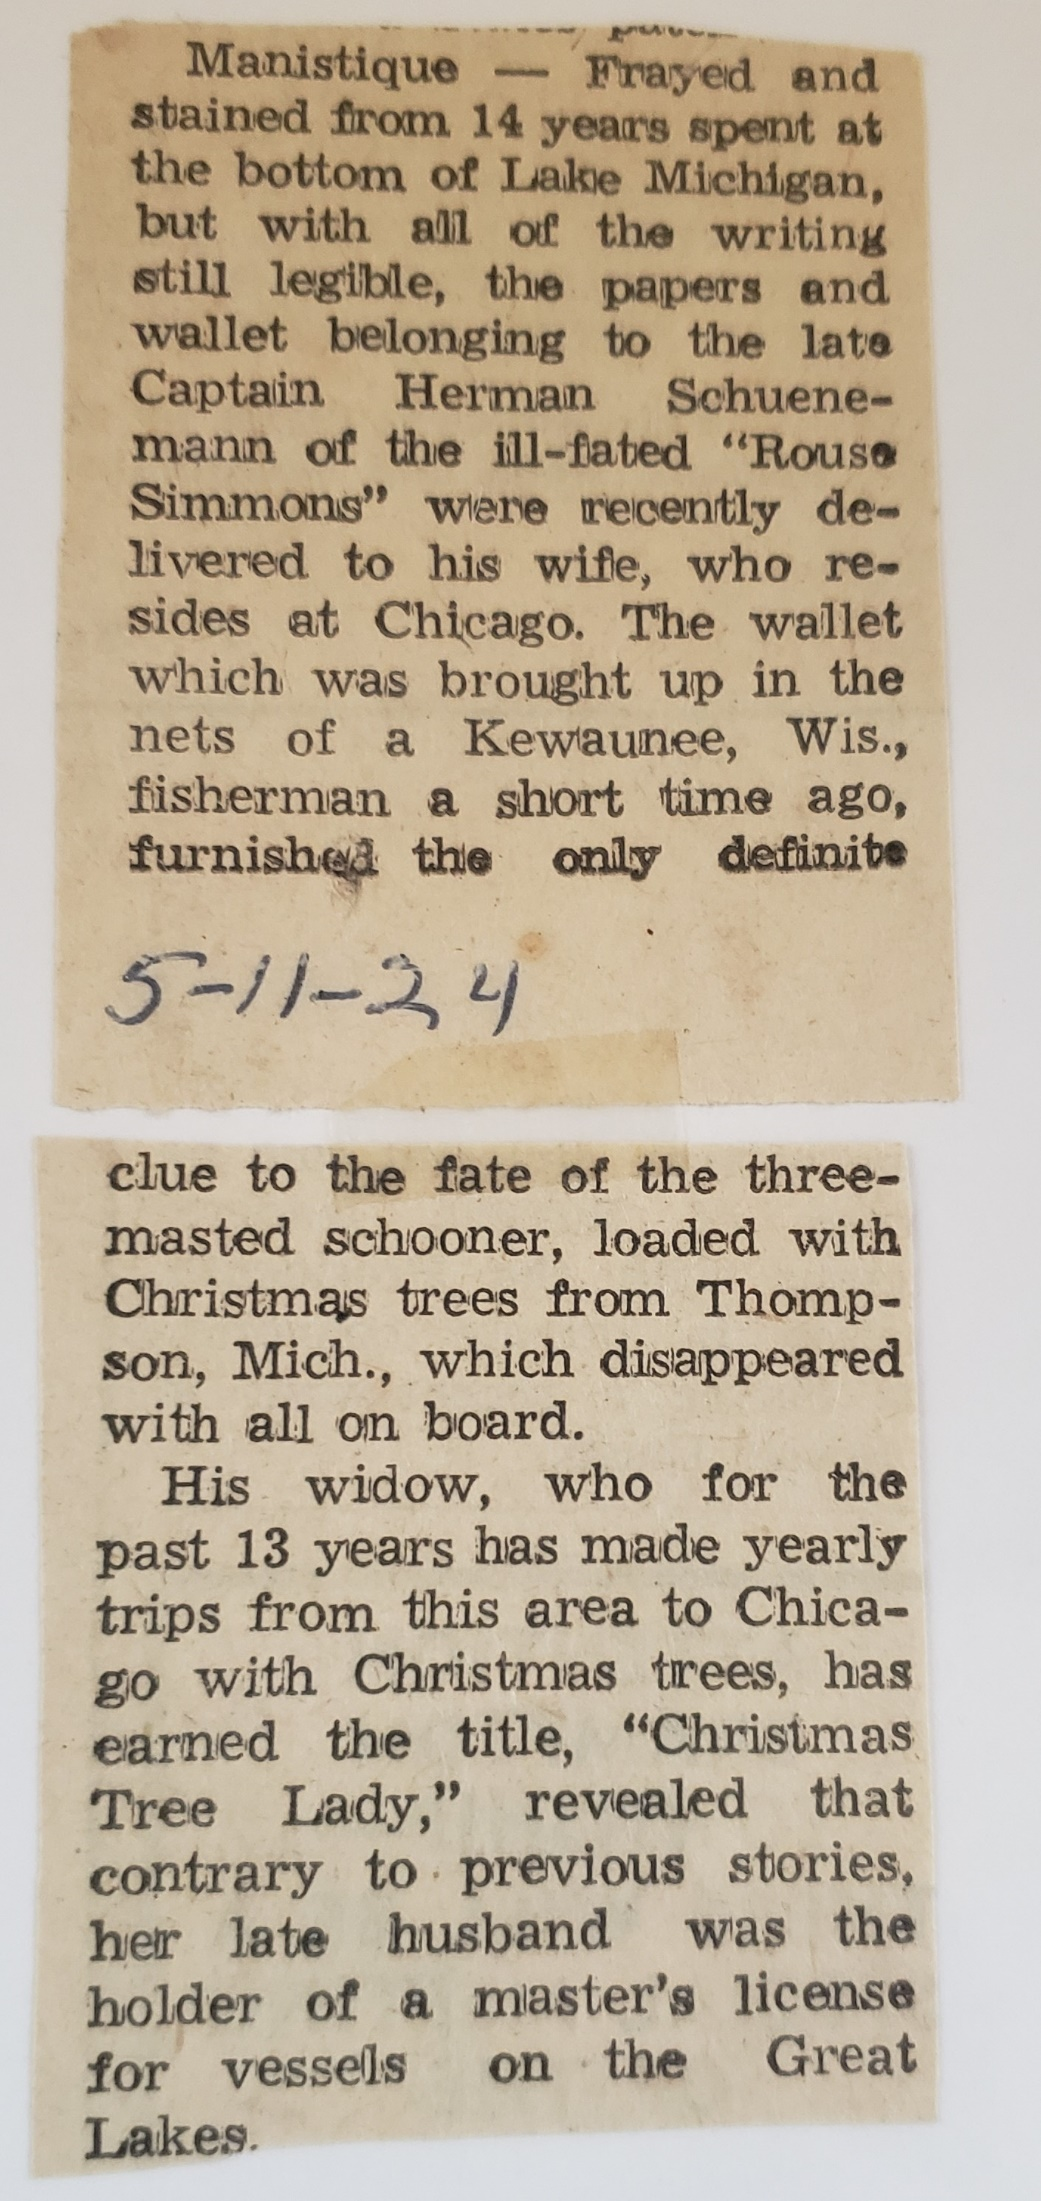 Manistique — Frayed and
stained from 14 years spent at
the bottom of Lake Michigan,
but with all of the writing
still legible, the papers and
wallet belonging to the late
Captain Herman Schuene-
mann of the ill-fated “Rouse
Simmons” were recently de-
livered to his wife, who re-
sides at Chicago. The wallet
which was brought up in the
nets of a Kewaunee, Wis.,
fisherman a short time ago,
furnished the only definite
5-11-24
clue to the fate of the three-
masted schooner, loaded with
Christmas trees from Thomp-
son, Mich., which disappeared
with all on board.
His widow, who for the
past 13 years has made yearly
trips from this area to Chica-
go with Christmas trees, has
earned the title, “Christmas
Tree Lady,” revealed that
contrary to previous stories,
her late husband was the
holder of a master’s license
for vessels on the Great
Lakes.